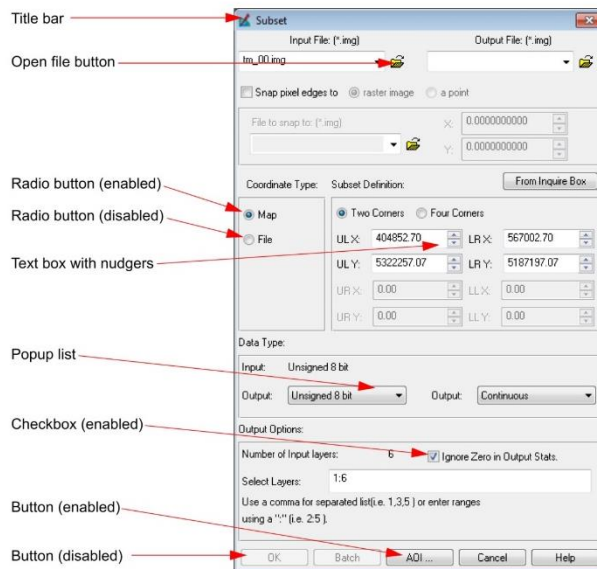 Title bar
Subset
Input File: (*.img)
Output File: (*.img)
Open file button
tm_00.img
Snap pixel edges to
raster image
a point
File to snap to: (*.img)
X:
0.0000000000
Y:
0.0000000000
Radio button (enabled)
Coordinate Type:
Subset Definition:
From Inquire Box
Radio button (disabled)
Map
Two Corners
Four Corners
File
UL X:
404852.70
LR X:
567002.70
Text box with nudgers
UL Y:
5322257.07
LR Y:
5187197.07
UR X:
0.00
LL X:
0.00
UR Y:
0.00
LL Y:
0.00
Data Type:
Popup list
Input:
Unsigned 8 bit
Output:
Unsigned 8 bit
Output:
Continuous
Checkbox (enabled)
Output Options:
Number of Input layers:
6
Ignore Zero in Output Stats.
Select Layers:
1:6
Use a comma for separated list(i.e. 1,3,5 ) or enter ranges
using a ":" (i.e. 2:5 ).
Button (enabled)
Button (disabled)
OK
Batch
AOI ...
Cancel
Help